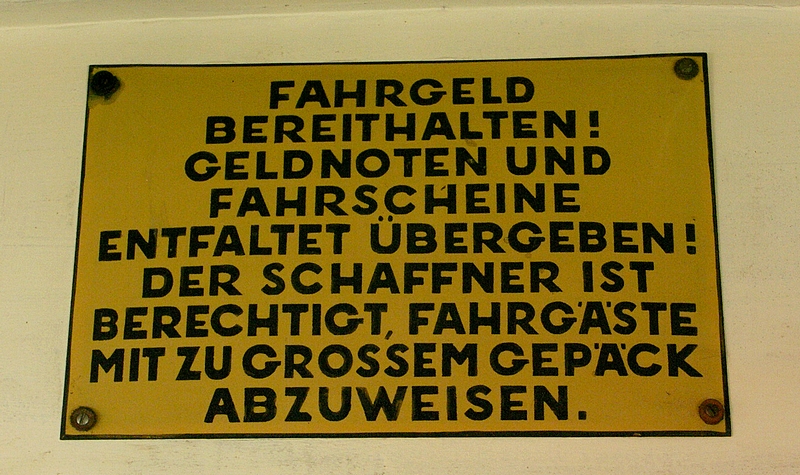 FAHRGELD
BEREITHALTEN!
GELDNOTEN UND
FAHRSCHEINE
ENTFALTET ÜBERGEBEN!
DER SCHAFFNER IST
BERECHTIGT, FAHRGÄSTE
MIT ZU GROSSEM GEPÄCK
ABZUWEISEN.